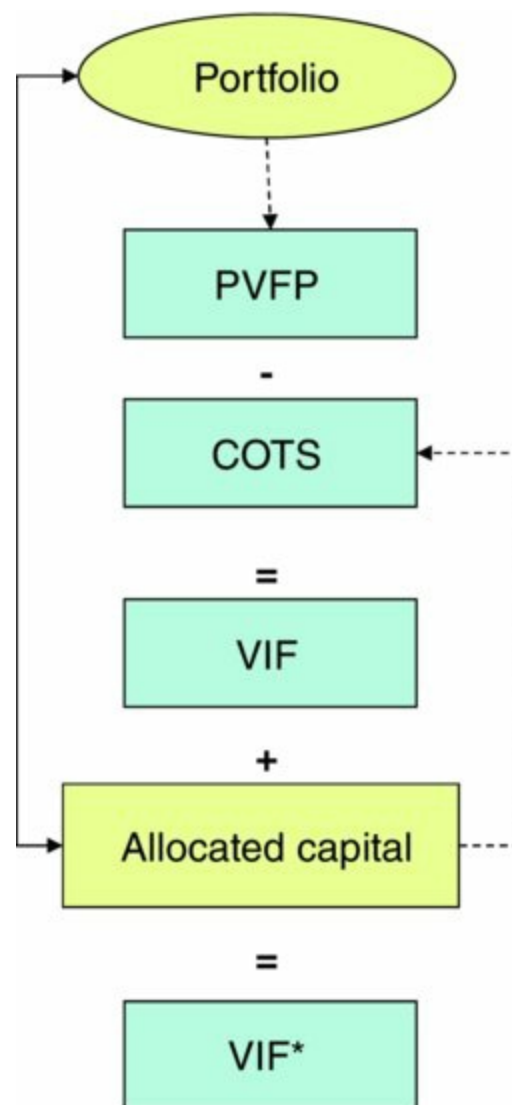 Portfolio
PVFP
-
COTS
=
VIF
+
Allocated capital
=
VIF*